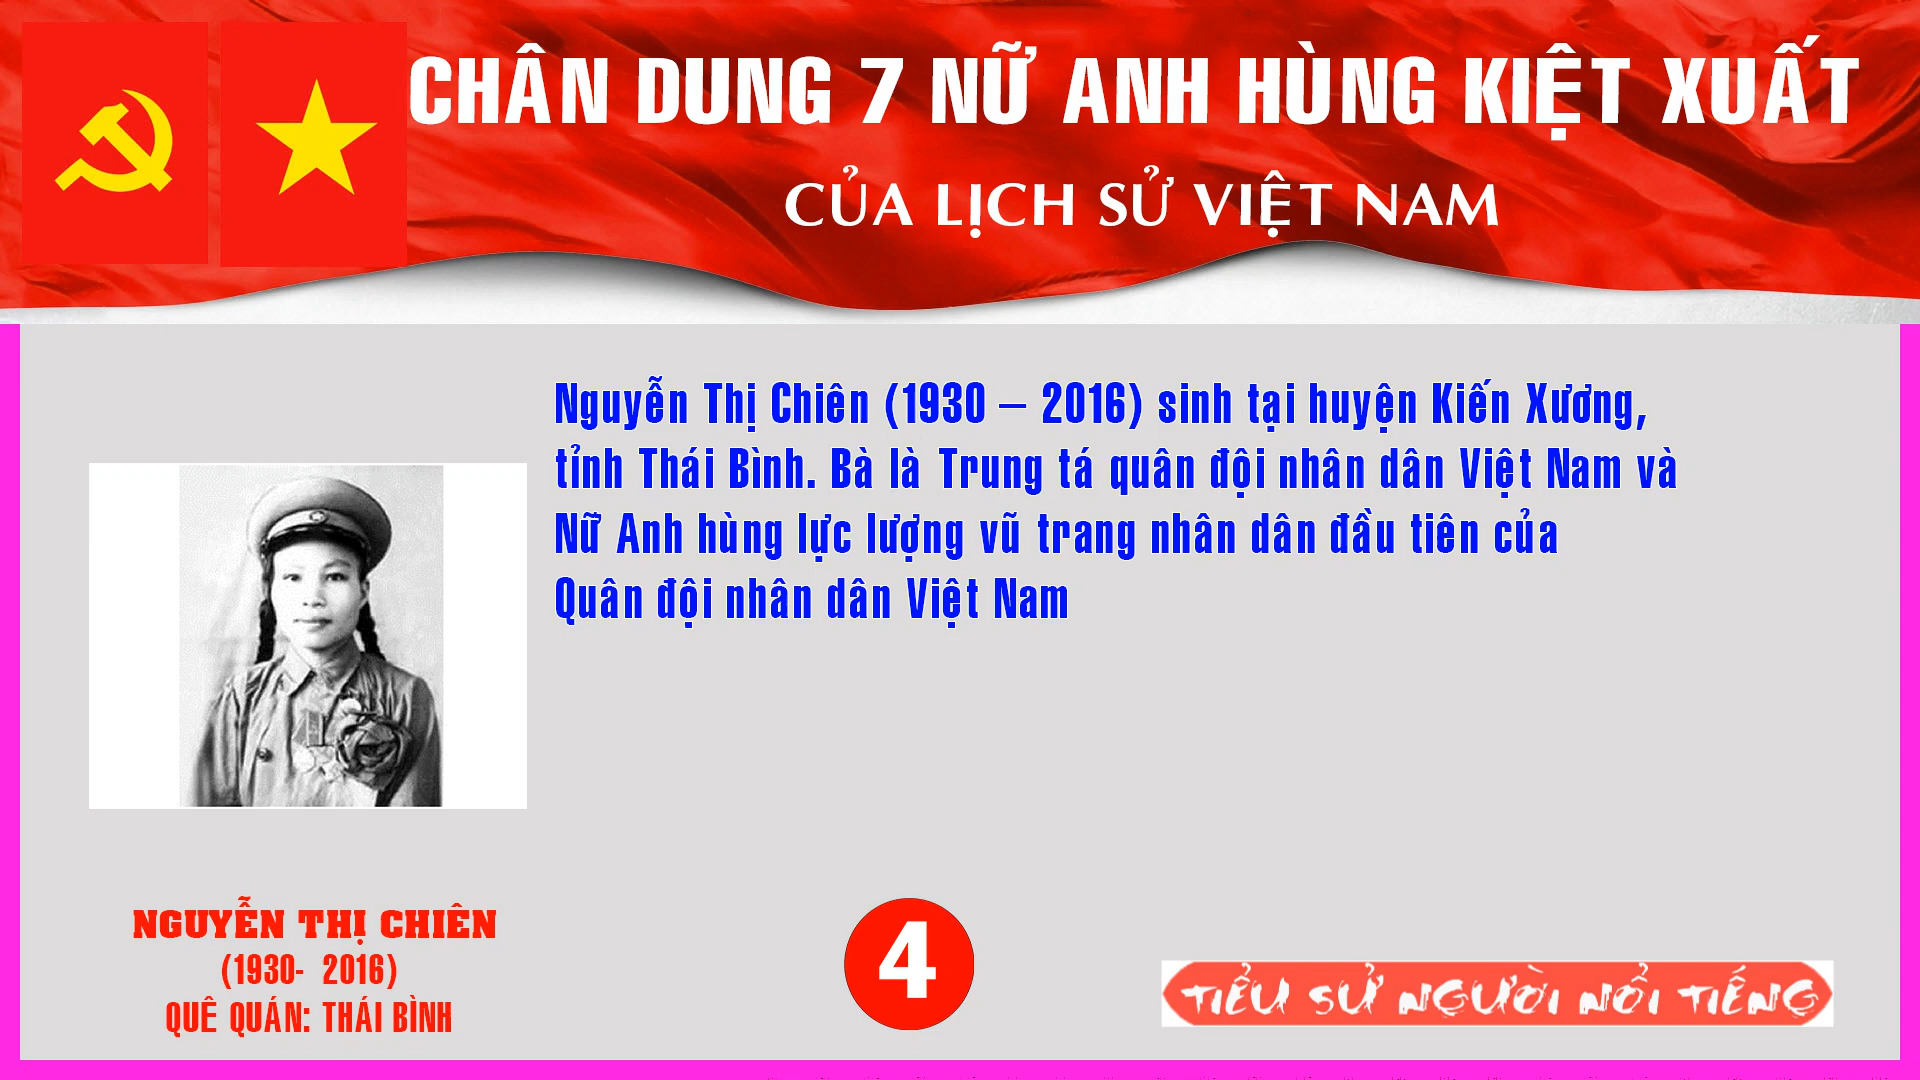 CHÂN DUNG 7 NỮ ANH HÙNG KIỆT XUẤT
CỦA LỊCH SỬ VIỆT NAM
Nguyễn Thị Chiên (1930 – 2016) sinh tại huyện Kiến Xương,
tỉnh Thái Bình. Bà là Trung tá quân đội nhân dân Việt Nam và
Nữ Anh hùng lực lượng vũ trang nhân dân đầu tiên của
Quân đội nhân dân Việt Nam
NGUYỄN THỊ CHIÊN
(1930- 2016)
QUÊ QUÁN: THÁI BÌNH
4
TIỂU SỬ NGƯỜI NỔI TIẾNG